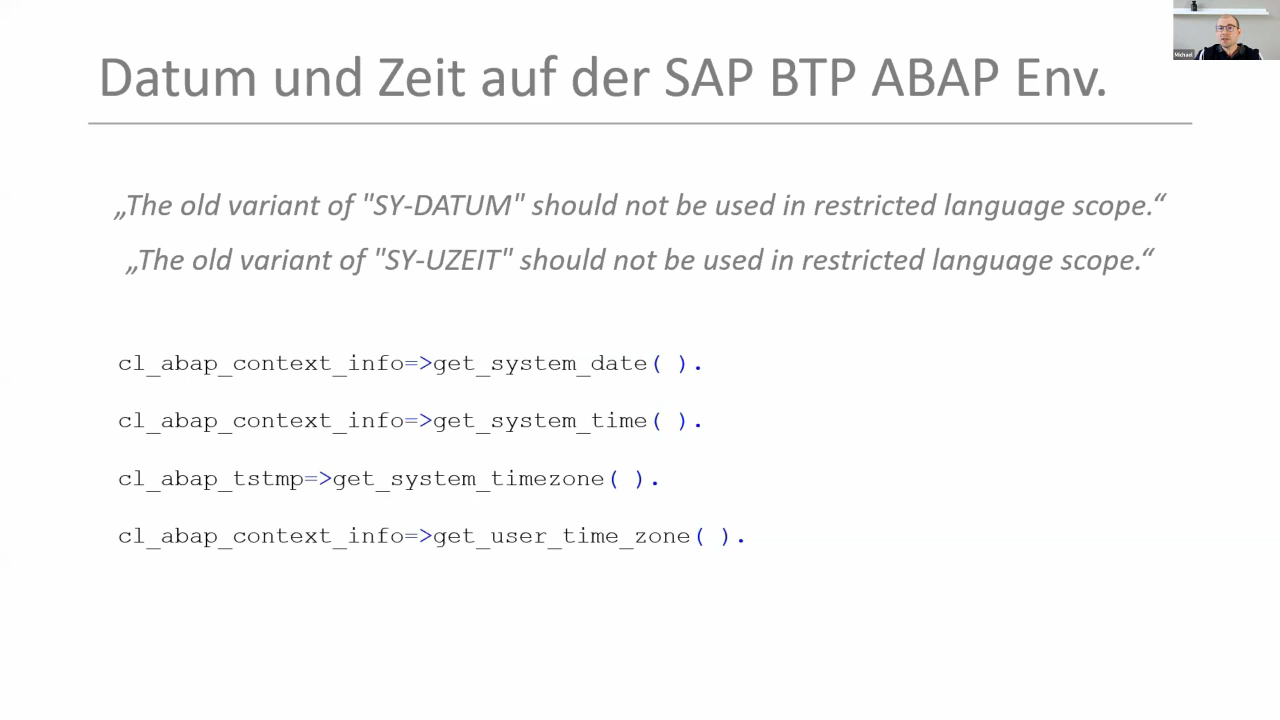 Datum und Zeit auf der SAP BTP ABAP Env.
Michael
„The old variant of "SY-DATUM" should not be used in restricted language scope.“
„The old variant of "SY-UZEIT" should not be used in restricted language scope.“
cl_abap_context_info=>get_system_date( ).
cl_abap_context_info=>get_system_time( ).
cl_abap_tstmp=>get_system_timezone( ).
cl_abap_context_info=>get_user_time_zone( ).